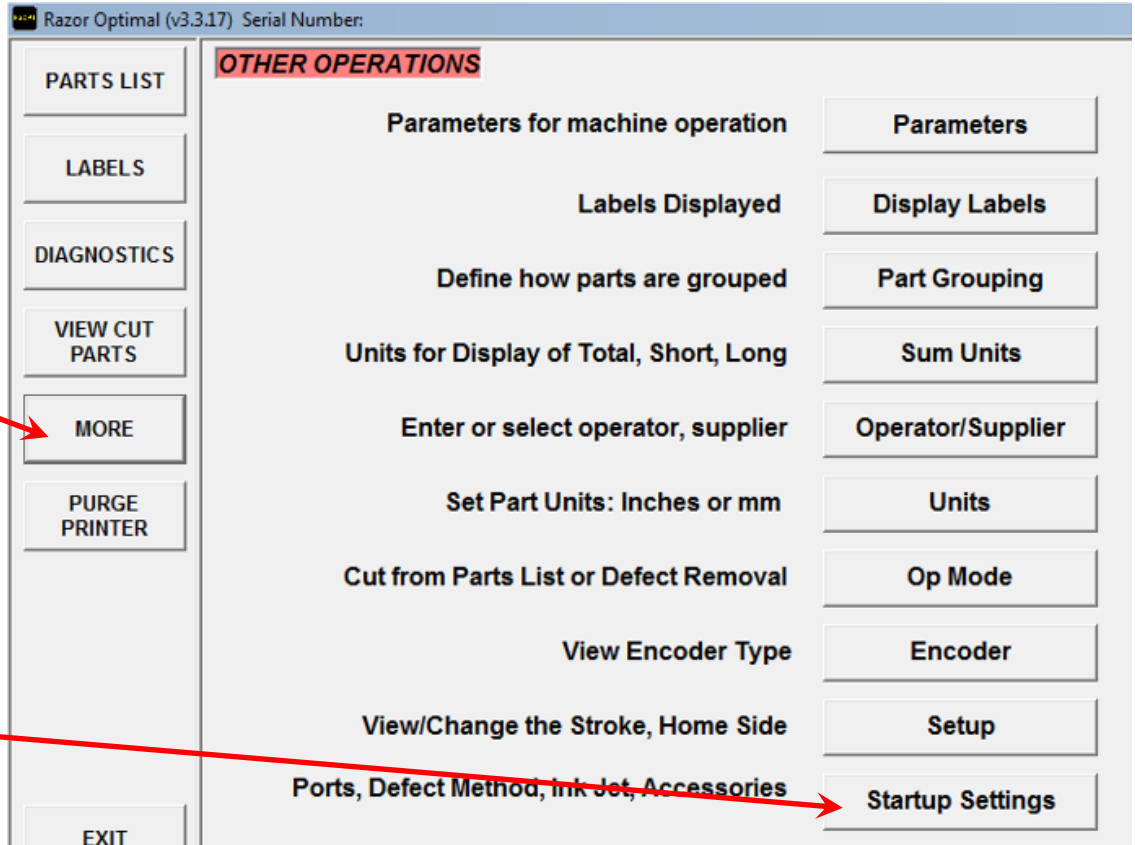 Razor Optimal (v3.3.17) Serial Number:
PARTS LIST
LABELS
DIAGNOSTICS
VIEW CUT
PARTS
MORE
PURGE
PRINTER
EXIT
OTHER OPERATIONS
Parameters for machine operation Parameters
Labels Displayed Display Labels
Define how parts are grouped Part Grouping
Units for Display of Total, Short, Long Sum Units
Enter or select operator, supplier Operator/Supplier
Set Part Units: Inches or mm Units
Cut from Parts List or Defect Removal Op Mode
View Encoder Type Encoder
View/Change the Stroke, Home Side Setup
Ports, Defect Method, Ink Jet, Accessories Startup Settings